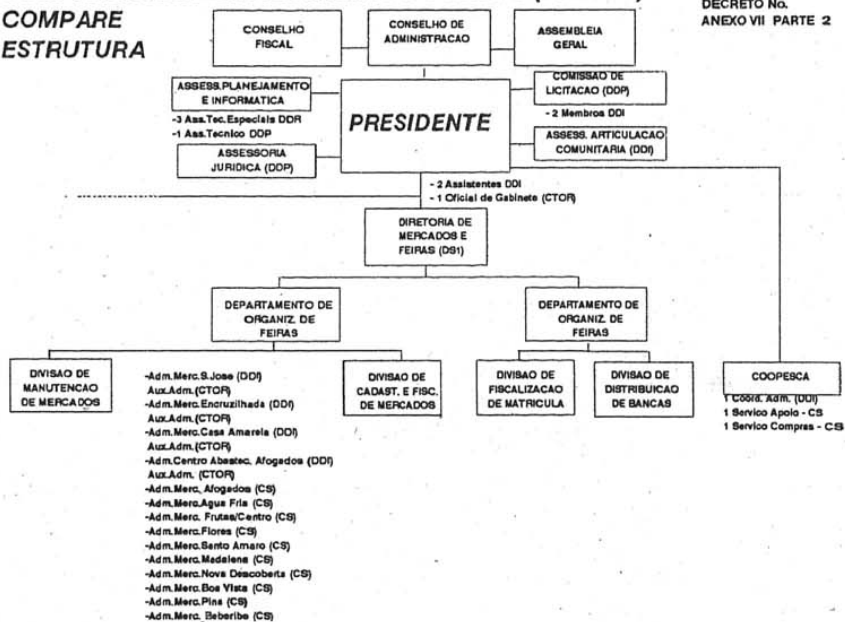 COMPARE
ESTRUTURA
DECRETO No.
ANEXO VII PARTE 2
CONSELHO
FISCAL
CONSELHO DE
ADMINISTRACAO
ASSEMBLEIA
GERAL
ASSESS.PLANEJAMENTO
E INFORMATICA
-3 Ass.Tec.Especiais DDR
-1 Ass.Tecnico DDP
ASSESSORIA
JURIDICA (DDP)
PRESIDENTE
COMISSAO DE
LICITACAO (DDP)
- 2 Membros DDI
ASSESS. ARTICULACAO
COMUNITARIA (DDI)
- 2 Assistentes DDI
- 1 Oficial de Gabinete (CTOR)
DIRETORIA DE
MERCADOS E
FEIRAS (DS1)
DEPARTAMENTO DE
ORGANIZ. DE
FEIRAS
DEPARTAMENTO DE
ORGANIZ. DE
FEIRAS
DIVISAO DE
MANUTENCAO
DE MERCADOS
-Adm.Merc.S.Jose (DDI)
Aux.Adm.(CTOR)
-Adm.Merc.Encruzilhada (DDI)
Aux.Adm.(CTOR)
-Adm.Merc.Casa Amarela (DDI)
Aux.Adm.(CTOR)
-Adm.Centro Abastec. Afogados (DDI)
Aux.Adm. (CTOR)
-Adm.Merc. Afogados (CS)
-Adm.Merc.Agua Fria (CS)
-Adm.Merc. Frutas/Centro (CS)
-Adm.Merc.Flores (CS)
-Adm.Merc.Santo Amaro (CS)
-Adm.Merc.Madalena (CS)
-Adm.Merc.Nova Descoberta (CS)
-Adm.Merc.Boa Vista (CS)
-Adm.Merc.Pina (CS)
-Adm.Merc. Beberibe (CS)
DIVISAO DE
CADAST. E FISC.
DE MERCADOS
DIVISAO DE
FISCALIZACAO
DE MATRICULA
DIVISAO DE
DISTRIBUICAO
DE BANCAS
COOPESCA
1 Coord. Adm. (DDI)
1 Servico Apoio - CS
1 Servico Compras - CS